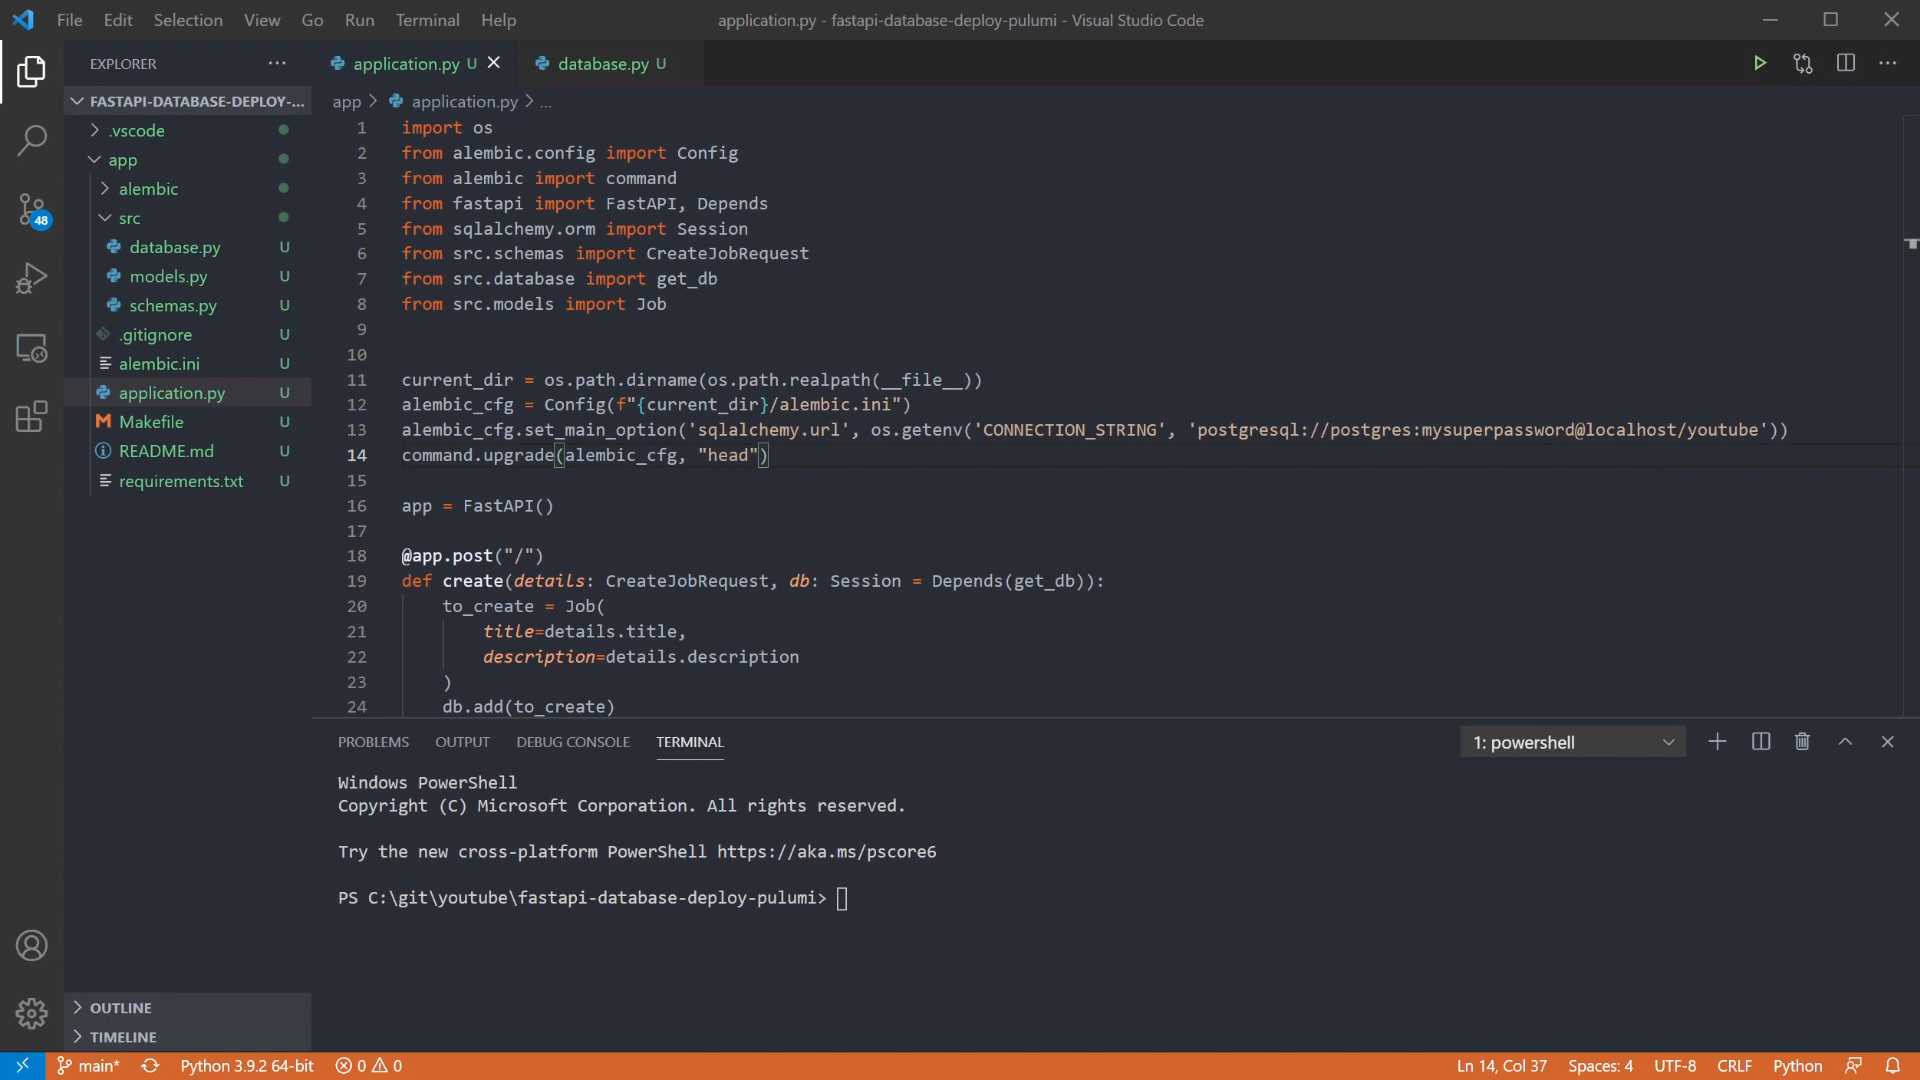 File Edit Selection View Go Run Terminal Help
application.py - fastapi-database-deploy-pulumi - Visual Studio Code
EXPLORER
application.py U
database.py U
FASTAPI-DATABASE-DEPLOY-...
.vscode
app
alembic
src
database.py U
models.py U
schemas.py U
.gitignore U
alembic.ini U
application.py U
Makefile U
README.md U
requirements.txt U
48
OUTLINE
TIMELINE
app > application.py > ...
1 import os
2 from alembic.config import Config
3 from alembic import command
4 from fastapi import FastAPI, Depends
5 from sqlalchemy.orm import Session
6 from src.schemas import CreateJobRequest
7 from src.database import get_db
8 from src.models import Job
9
10
11 current_dir = os.path.dirname(os.path.realpath(__file__))
12 alembic_cfg = Config(f"{current_dir}/alembic.ini")
13 alembic_cfg.set_main_option('sqlalchemy.url', os.getenv('CONNECTION_STRING', 'postgresql://postgres:mysuperpassword@localhost/youtube'))
14 command.upgrade(alembic_cfg, "head")
15
16 app = FastAPI()
17
18 @app.post("/")
19 def create(details: CreateJobRequest, db: Session = Depends(get_db)):
20 to_create = Job(
21 title=details.title,
22 description=details.description
23 )
24 db.add(to_create)
PROBLEMS OUTPUT DEBUG CONSOLE TERMINAL
1: powershell
Windows PowerShell
Copyright (C) Microsoft Corporation. All rights reserved.
Try the new cross-platform PowerShell https://aka.ms/pscore6
PS C:\git\youtube\fastapi-database-deploy-pulumi>
main* Python 3.9.2 64-bit 0 0
Ln 14, Col 37 Spaces: 4 UTF-8 CRLF Python